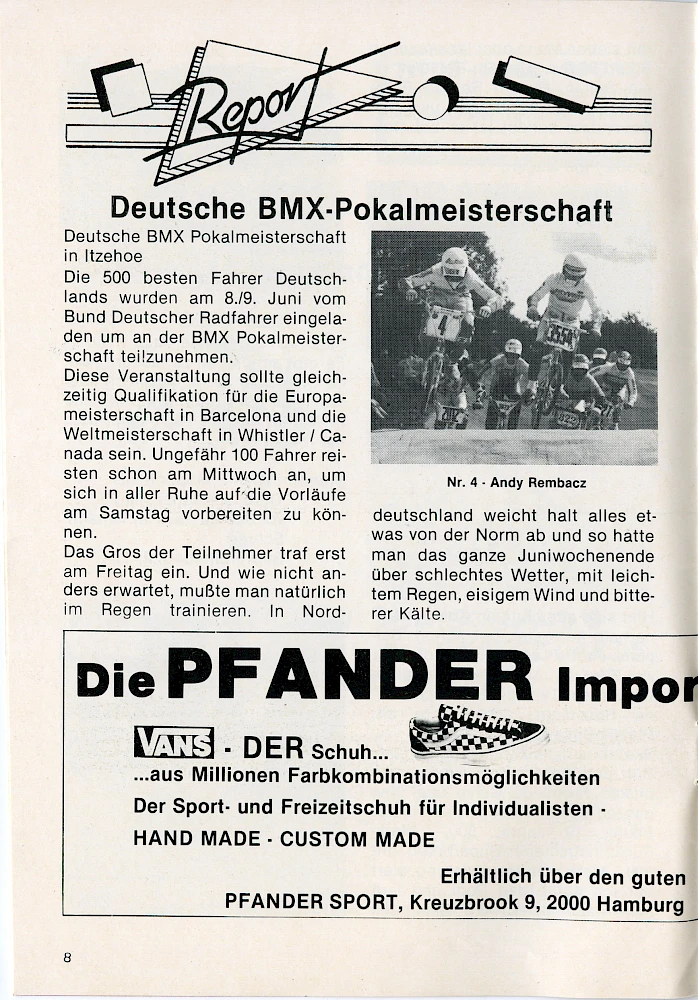 Report
Deutsche BMX-Pokalmeisterschaft
Deutsche BMX Pokalmeisterschaft
in Itzehoe
Die 500 besten Fahrer Deutsch-
lands wurden am 8./9. Juni vom
Bund Deutscher Radfahrer eingela-
den um an der BMX Pokalmeister-
schaft teilzunehmen.
Diese Veranstaltung sollte gleich-
zeitig Qualifikation für die Europa-
meisterschaft in Barcelona und die
Weltmeisterschaft in Whistler / Ca-
nada sein. Ungefähr 100 Fahrer rei-
sten schon am Mittwoch an, um
sich in aller Ruhe auf die Vorläufe
am Samstag vorbereiten zu kön-
nen.
Das Gros der Teilnehmer traf erst
am Freitag ein. Und wie nicht an-
ders erwartet, mußte man natürlich
im Regen trainieren. In Nord-
4
Nr. 4 - Andy Rembacz
deutschland weicht halt alles et-
was von der Norm ab und so hatte
man das ganze Juniwochenende
über schlechtes Wetter, mit leich-
tem Regen, eisigem Wind und bitte-
rer Kälte.
Die PFANDER Impor
VANS - DER Schuh...
...aus Millionen Farbkombinationsmöglichkeiten
Der Sport- und Freizeitschuh für Individualisten -
HAND MADE - CUSTOM MADE
Erhältlich über den guten
PFANDER SPORT, Kreuzbrook 9, 2000 Hamburg
8